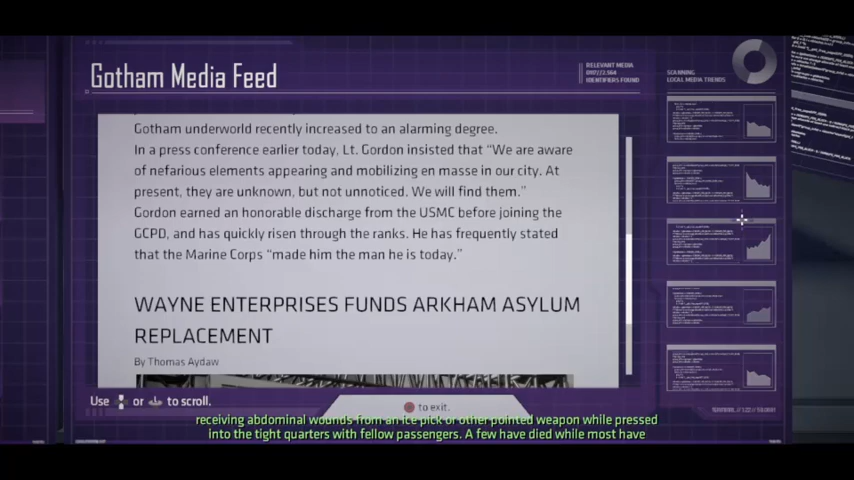 Gotham Media Feed
RELEVANT MEDIA
IDENTIFIERS FOUND
SCANNING
LOCAL MEDIA TRENDS
Gotham underworld recently increased to an alarming degree.
In a press conference earlier today, Lt. Gordon insisted that “We are aware
of nefarious elements appearing and mobilizing en masse in our city. At
present, they are unknown, but not unnoticed. We will find them.”
Gordon earned an honorable discharge from the USMC before joining the
GCPD, and has quickly risen through the ranks. He has frequently stated
that the Marine Corps “made him the man he is today.”
WAYNE ENTERPRISES FUNDS ARKHAM ASYLUM
REPLACEMENT
By Thomas Aydaw
Use or to scroll.
to exit.
receiving abdominal wounds from an ice pick or other pointed weapon while pressed
into the tight quarters with fellow passengers. A few have died while most have